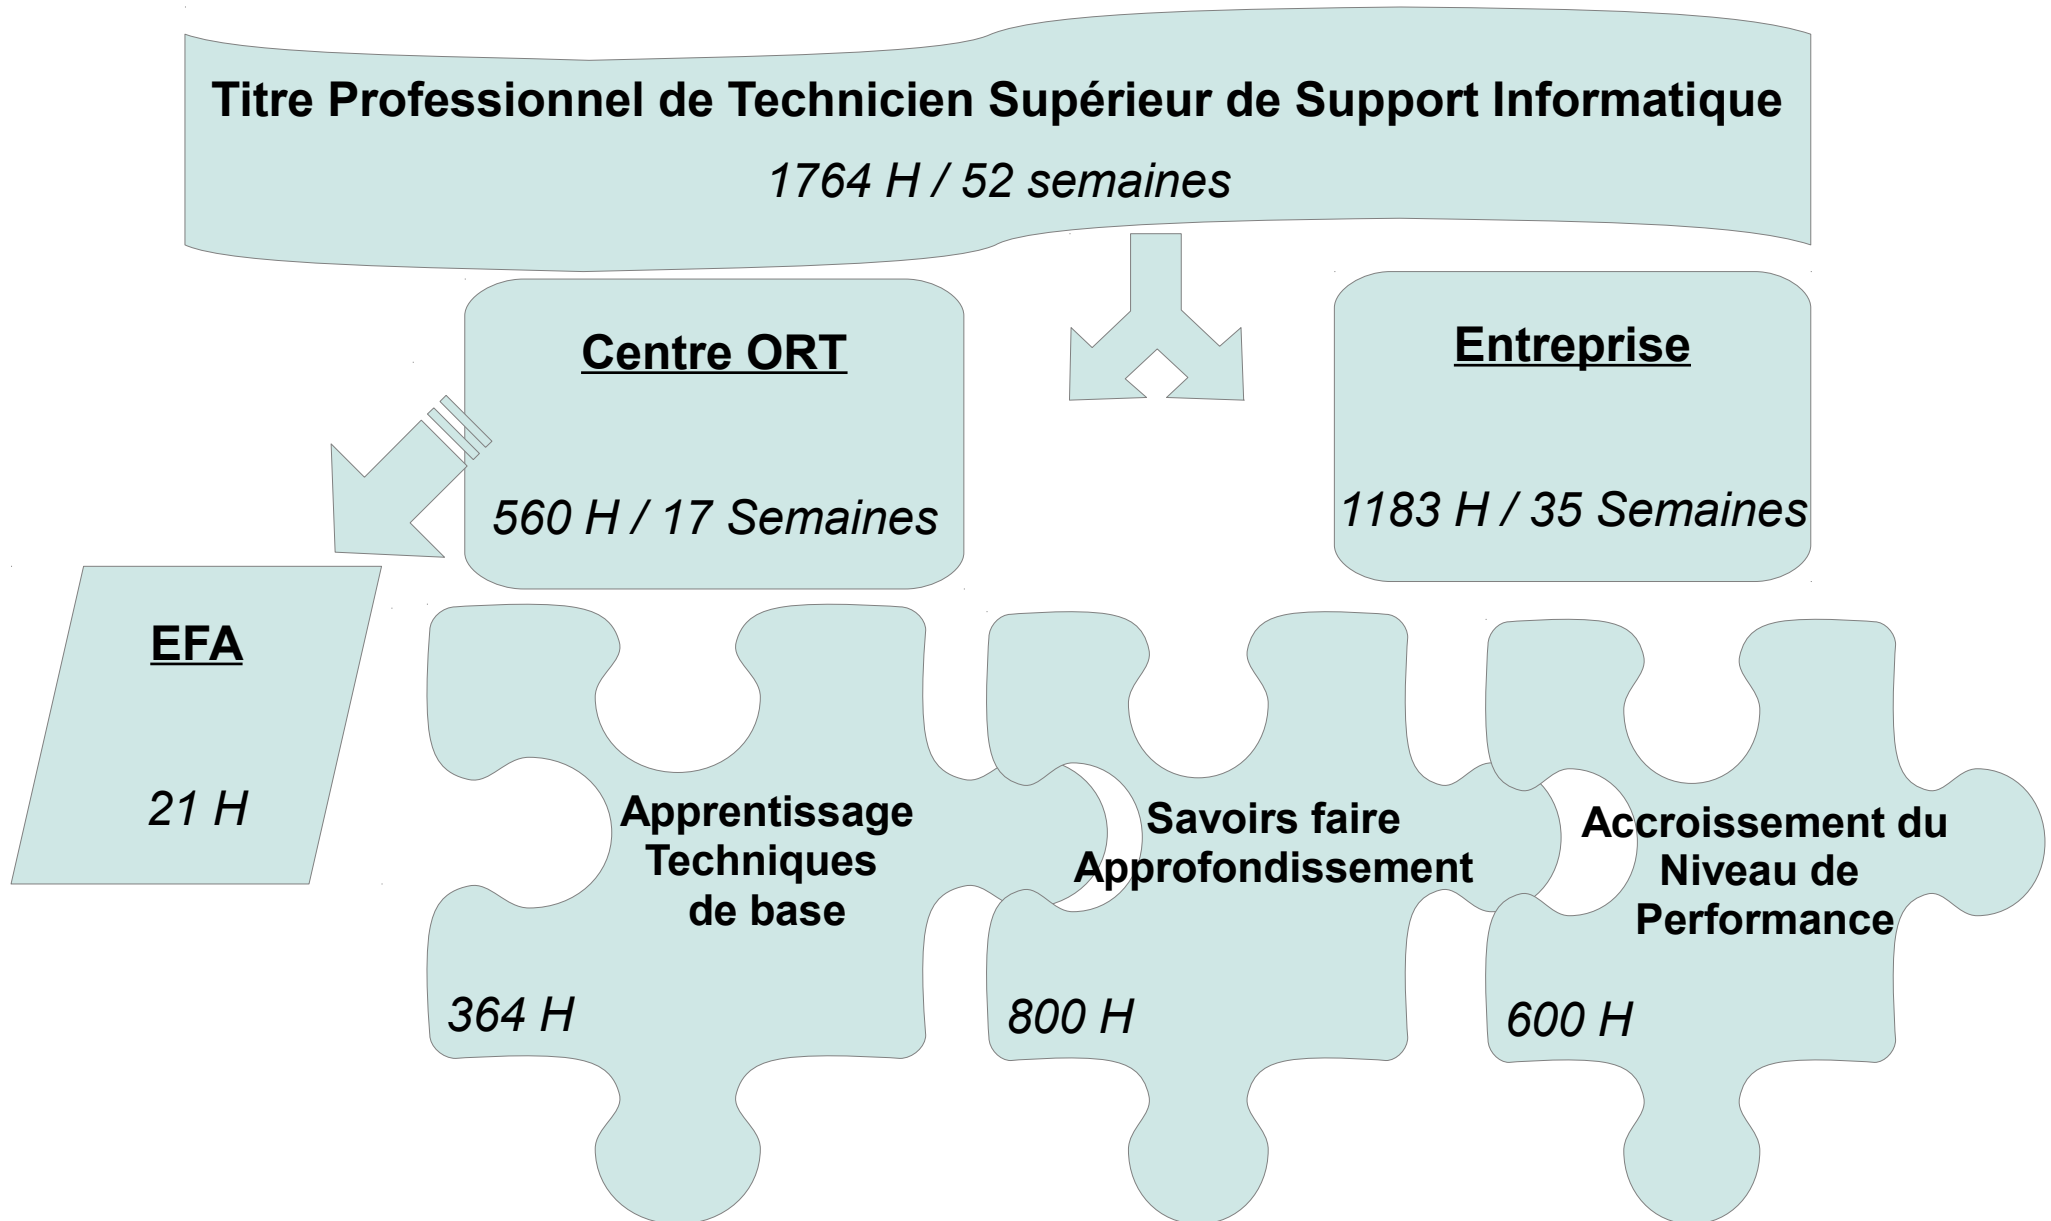 Titre Professionnel de Technicien Supérieur de Support Informatique
1764 H / 52 semaines
Centre ORT
560 H / 17 Semaines
Entreprise
1183 H / 35 Semaines
EFA
21 H
Apprentissage
Techniques
de base
364 H
Savoirs faire
Approfondissement
800 H
Accroissement du
Niveau de
Performance
600 H